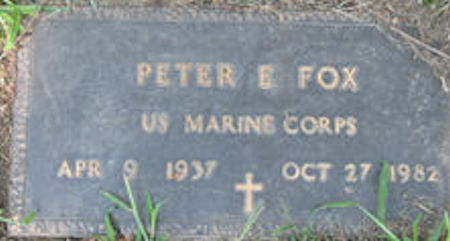 PETER E FOX
US MARINE CORPS
APR 9 1937 OCT 27 1982